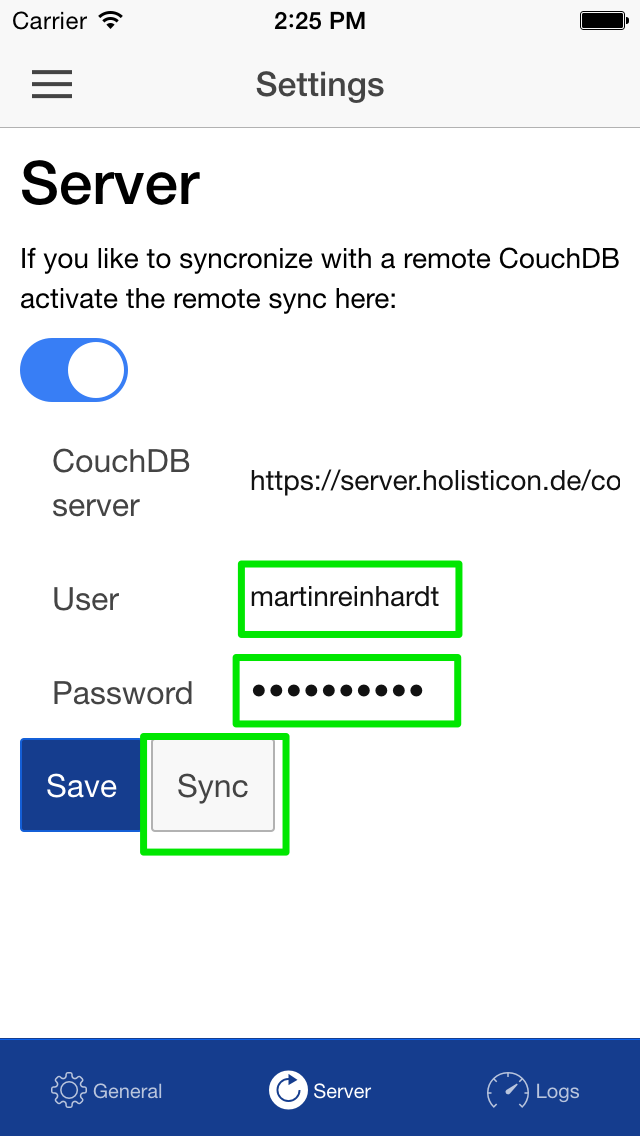 Carrier 2:25 PM
Settings
Server
If you like to syncronize with a remote CouchDB
activate the remote sync here:
CouchDB
server
https://server.holisticon.de/co
User
martinreinhardt
Password
••••••••••
Save
Sync
General
Server
Logs